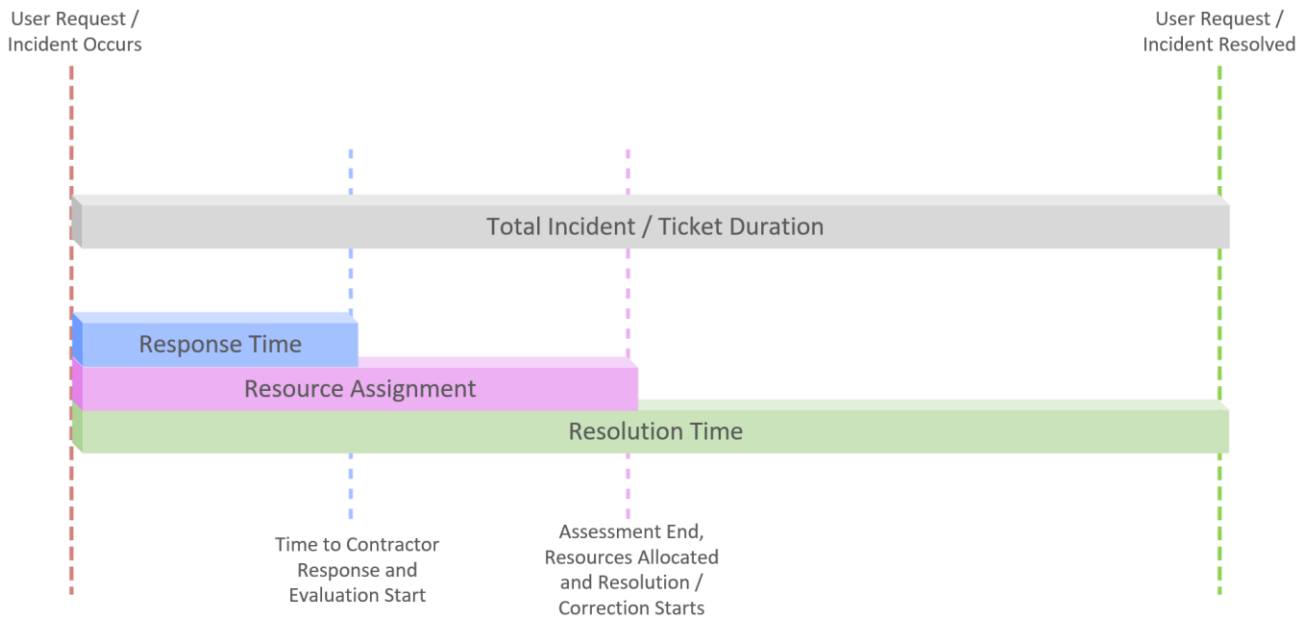 User Request /
Incident Occurs
User Request /
Incident Resolved
Total Incident / Ticket Duration
Response Time
Resource Assignment
Resolution Time
Time to Contractor
Response and
Evaluation Start
Assessment End,
Resources Allocated
and Resolution /
Correction Starts